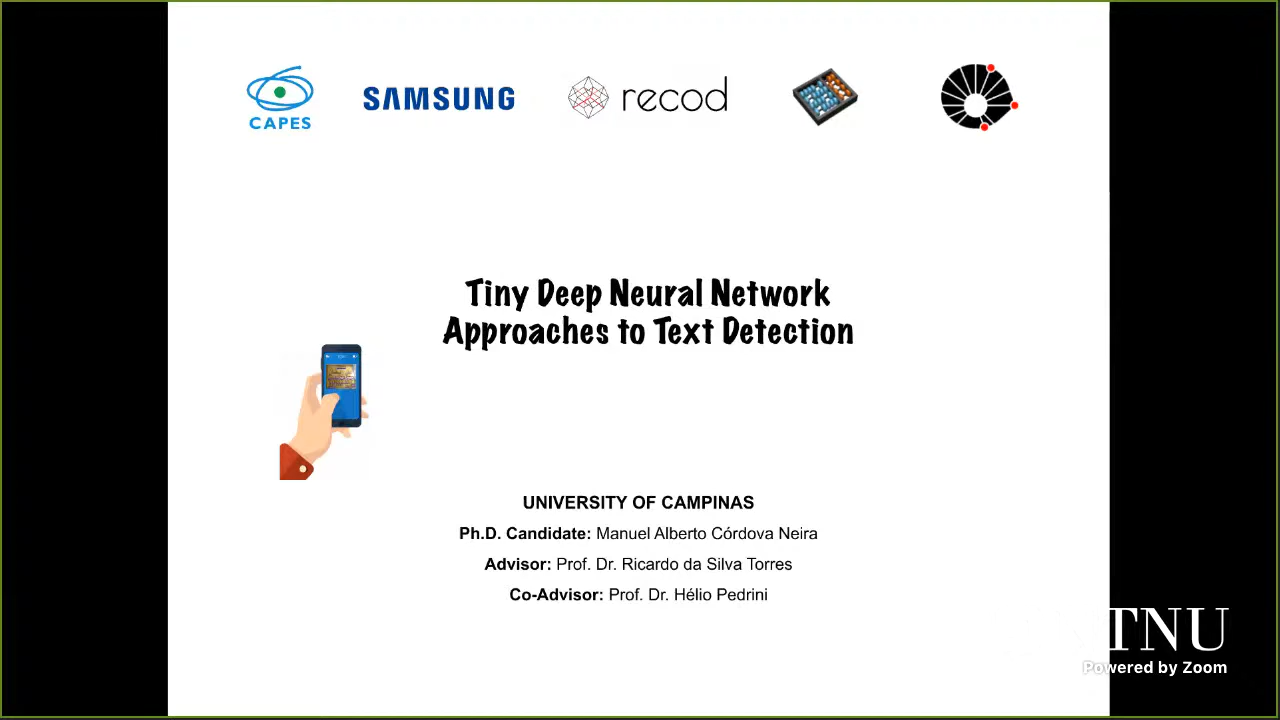 CAPES
SAMSUNG
recod
Tiny Deep Neural Network
Approaches to Text Detection
UNIVERSITY OF CAMPINAS
Ph.D. Candidate: Manuel Alberto Córdova Neira
Advisor: Prof. Dr. Ricardo da Silva Torres
Co-Advisor: Prof. Dr. Hélio Pedrini
TNU
Powered by Zoom